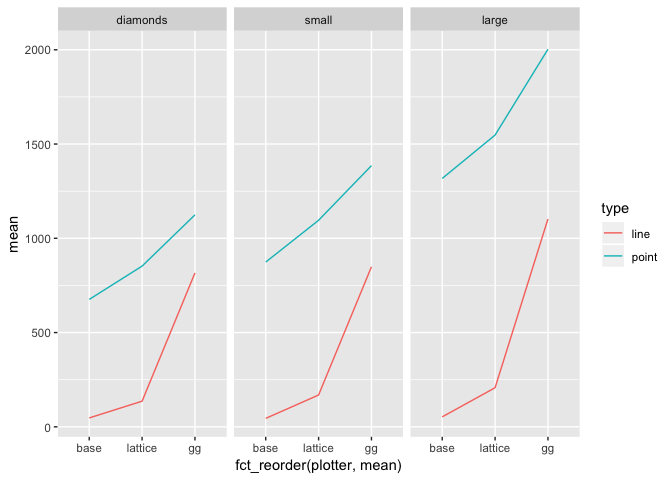 diamonds small large
2000
1500
1000
500
0
mean
base lattice gg base lattice gg base lattice gg
fct_reorder(plotter, mean)
type
line
point